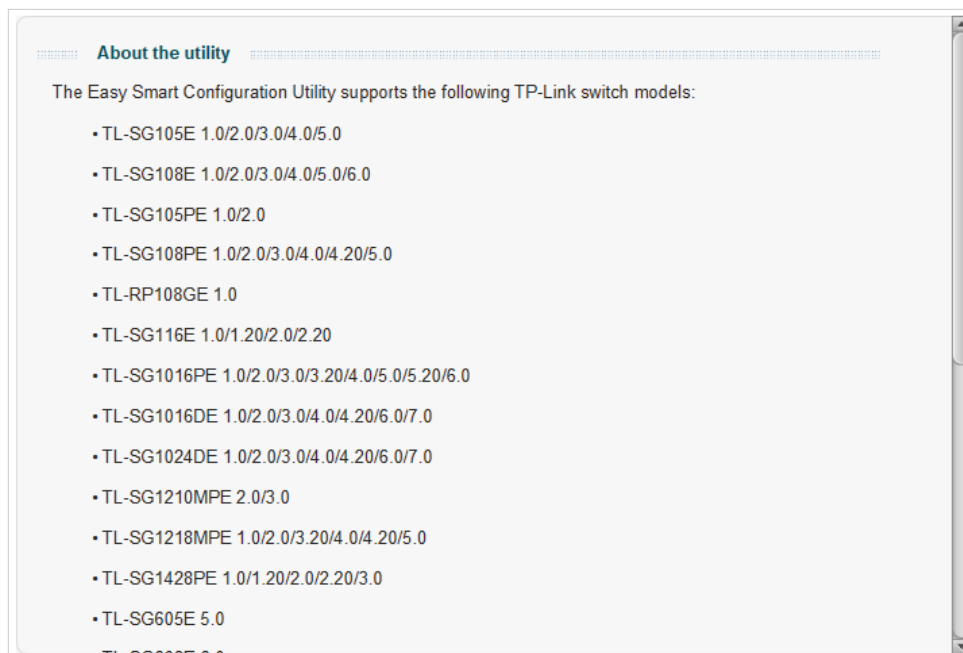 About the utility
The Easy Smart Configuration Utility supports the following TP-Link switch models:
• TL-SG105E 1.0/2.0/3.0/4.0/5.0
• TL-SG108E 1.0/2.0/3.0/4.0/5.0/6.0
• TL-SG105PE 1.0/2.0
• TL-SG108PE 1.0/2.0/3.0/4.0/4.20/5.0
• TL-RP108GE 1.0
• TL-SG116E 1.0/1.20/2.0/2.20
• TL-SG1016PE 1.0/2.0/3.0/3.20/4.0/5.0/5.20/6.0
• TL-SG1016DE 1.0/2.0/3.0/4.0/4.20/6.0/7.0
• TL-SG1024DE 1.0/2.0/3.0/4.0/4.20/6.0/7.0
• TL-SG1210MPE 2.0/3.0
• TL-SG1218MPE 1.0/2.0/3.20/4.0/4.20/5.0
• TL-SG1428PE 1.0/1.20/2.0/2.20/3.0
• TL-SG605E 5.0